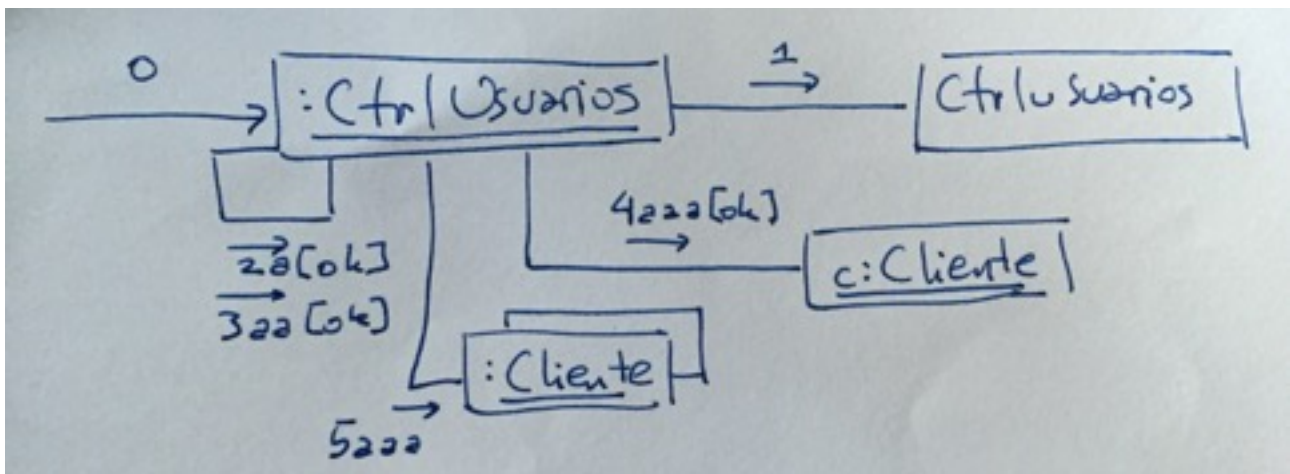 0
:CtrlUsuarios
1
CtrlUsuarios
2a[ok]
3aa[ok]
4aaa[ok]
c:Cliente
:Cliente
5aaa